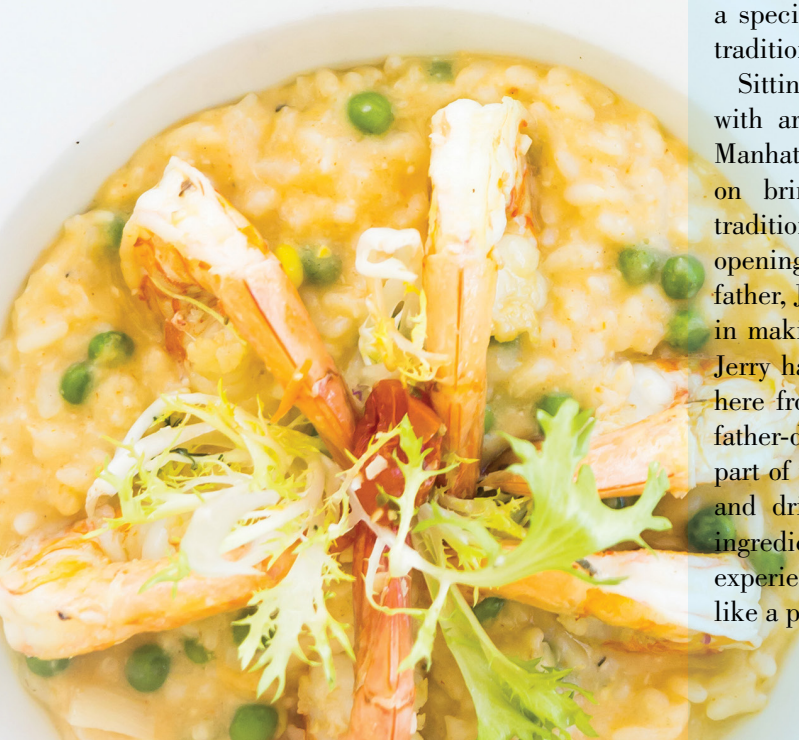 a speci
tradition
Sittin
with ar
Manhat
on brin
tradition
opening
father, J
in maki
Jerry ha
here fro
father-d
part of
and dri
ingredie
experie
like a p